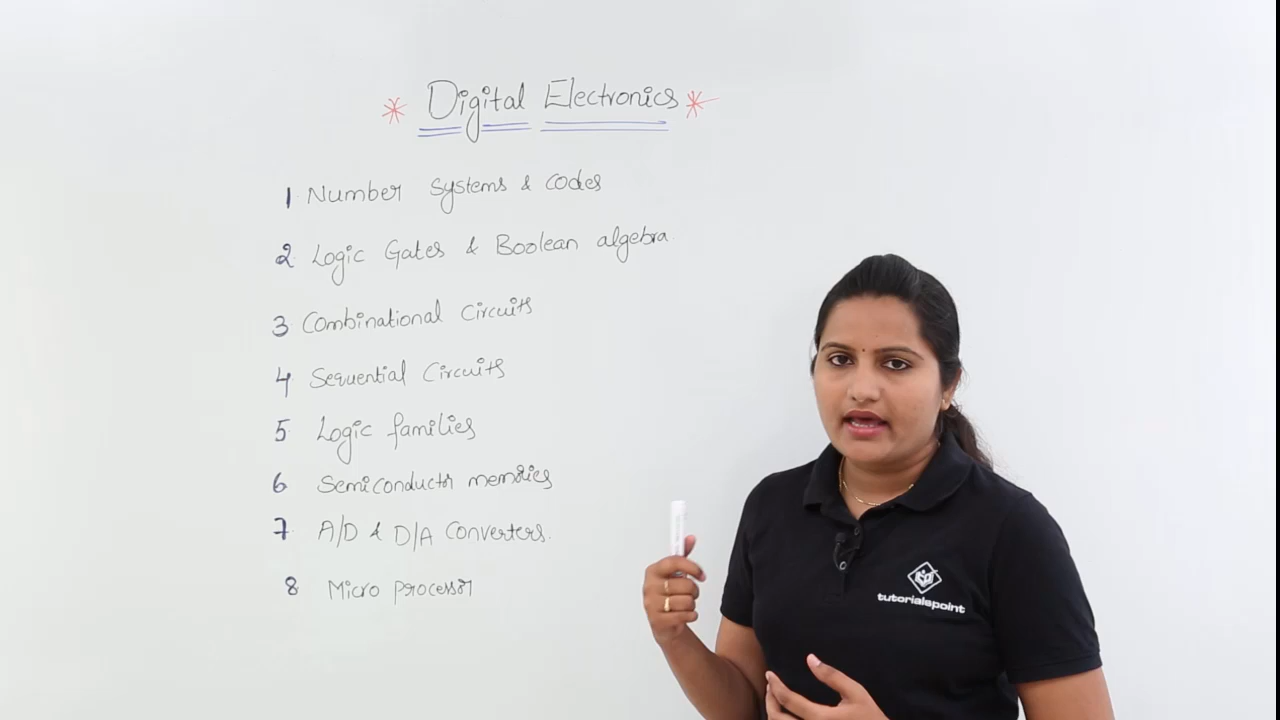 * Digital Electronics *
1. Number Systems & Codes
2. Logic Gates & Boolean algebra.
3. Combinational Circuits
4 Sequential Circuits
5 Logic families
6 Semiconductor memories
7. A/D & D/A Converters.
8 Micro processor
tutorialspoint